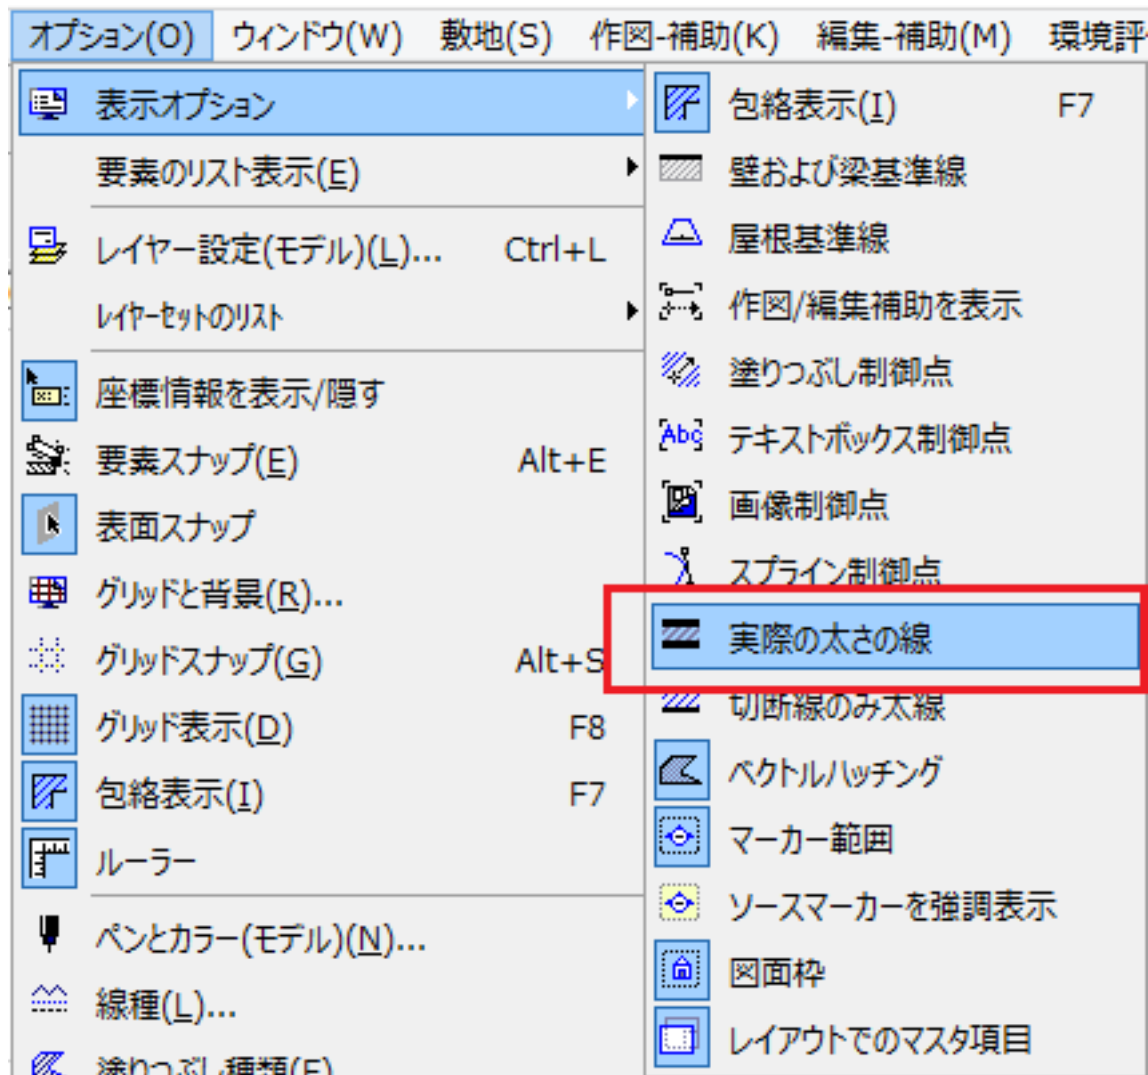 オプション(O) ウィンドウ(W) 敷地(S) 作図-補助(K) 編集-補助(M) 環境評
表示オプション
要素のリスト表示(E)
レイヤー設定(モデル)(L)... Ctrl+L
レイヤーセットのリスト
座標情報を表示/隠す
要素スナップ(E) Alt+E
表面スナップ
グリッドと背景(R)...
グリッドスナップ(G) Alt+S
グリッド表示(D) F8
包絡表示(I) F7
ルーラー
ペンとカラー(モデル)(N)...
線種(L)...
塗りつぶし種類(F)
包絡表示(I) F7
壁および梁基準線
屋根基準線
作図/編集補助を表示
塗りつぶし制御点
Abc テキストボックス制御点
画像制御点
スプライン制御点
実際の太さの線
切断線のみ太線
ベクトルハッチング
マーカー範囲
ソースマーカーを強調表示
図面枠
レイアウトでのマスタ項目